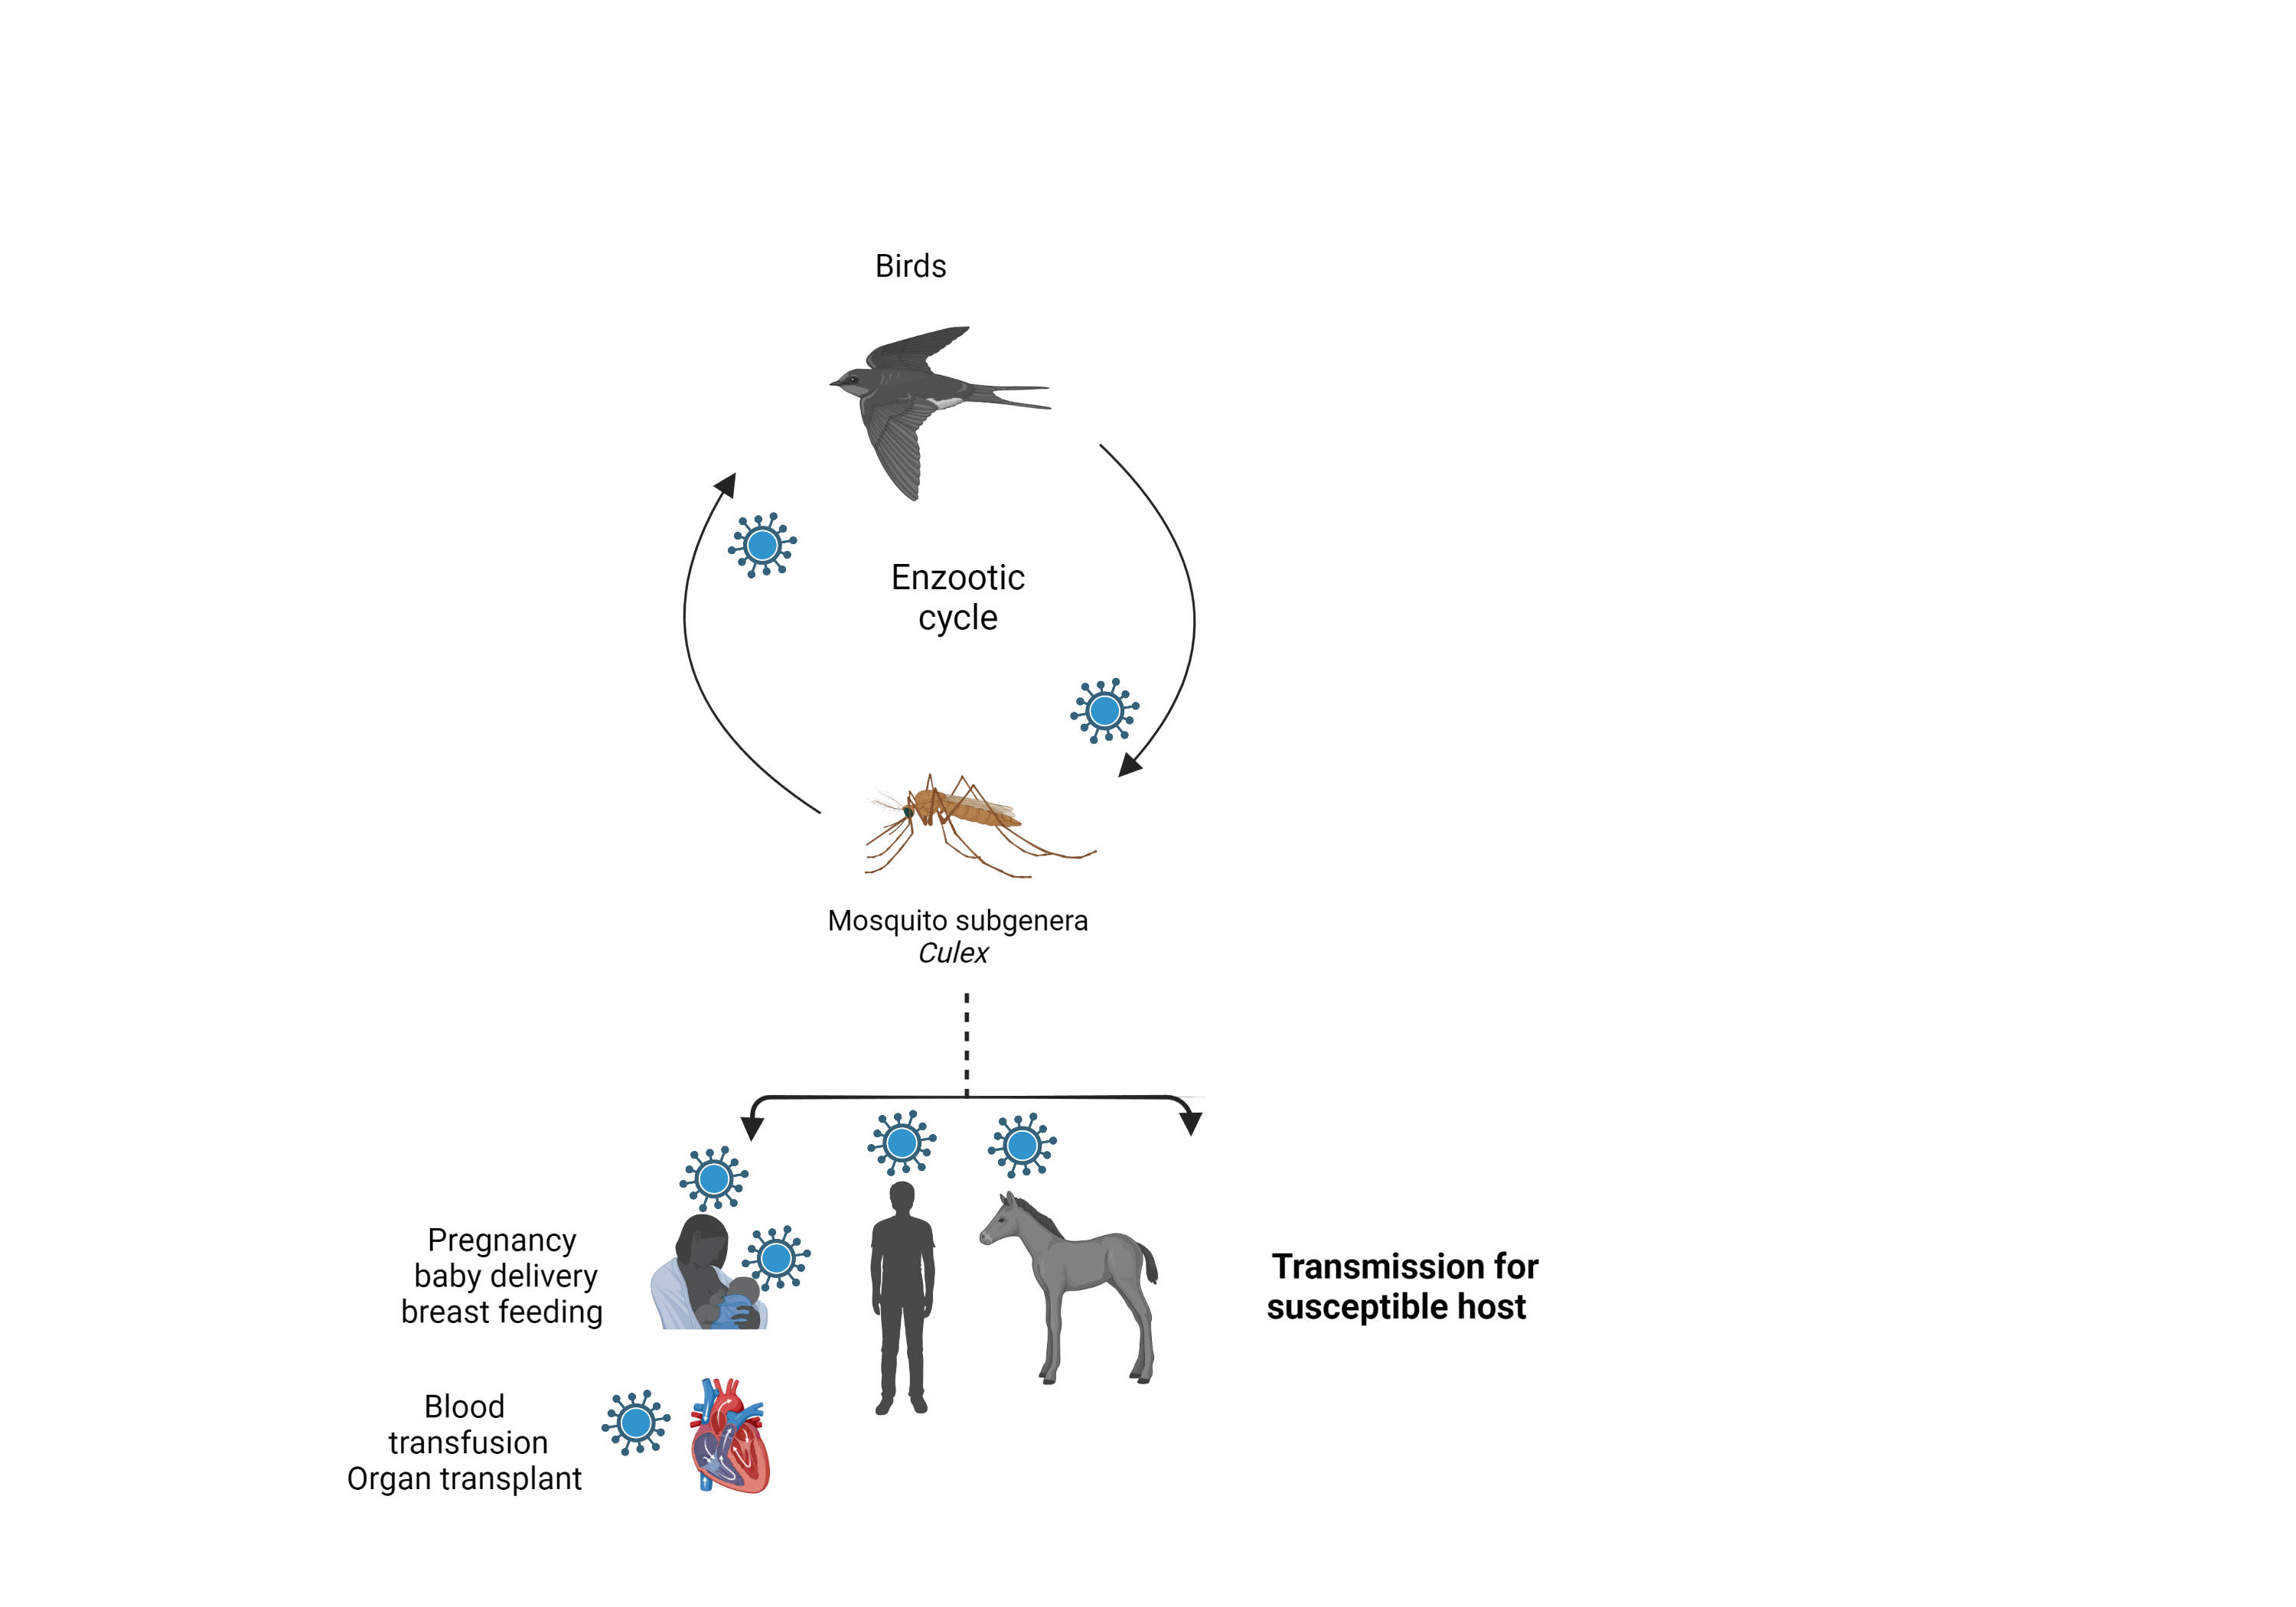 Birds
Enzootic
cycle
Mosquito subgenera
Culex
Pregnancy
baby delivery
breast feeding
Transmission for
susceptible host
Blood
transfusion
Organ transplant